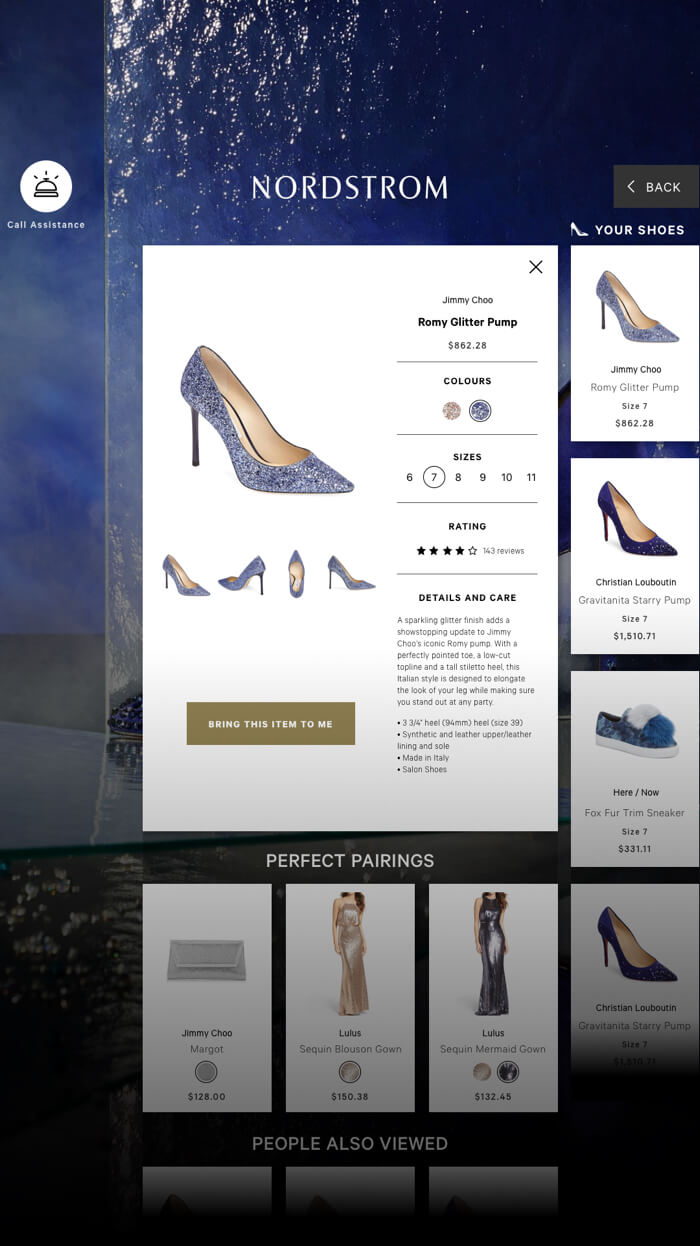 NORDSTROM
BACK
Call Assistance
YOUR SHOES
Jimmy Choo
Romy Glitter Pump
$862.28
COLOURS
SIZES
6 7 8 9 10 11
RATING
143 reviews
DETAILS AND CARE
A sparkling glitter finish adds a
showstopping update to Jimmy
Choo's iconic Romy pump. With a
perfectly pointed toe, a low-cut
topline and a tall stiletto heel, this
Italian style is designed to elongate
the look of your leg while making sure
you stand out at any party.
• 3 3/4" heel (94mm) heel (size 39)
• Synthetic and leather upper/leather
lining and sole
• Made in Italy
• Salon Shoes
BRING THIS ITEM TO ME
Jimmy Choo
Romy Glitter Pump
Size 7
$862.28
Christian Louboutin
Gravitanita Starry Pump
Size 7
$1,510.71
Here / Now
Fox Fur Trim Sneaker
Size 7
$331.11
Christian Louboutin
Gravitanita Starry Pump
Size 7
$1,510.71
PERFECT PAIRINGS
Jimmy Choo
Margot
$128.00
Lulus
Sequin Blouson Gown
$150.38
Lulus
Sequin Mermaid Gown
$132.45
PEOPLE ALSO VIEWED